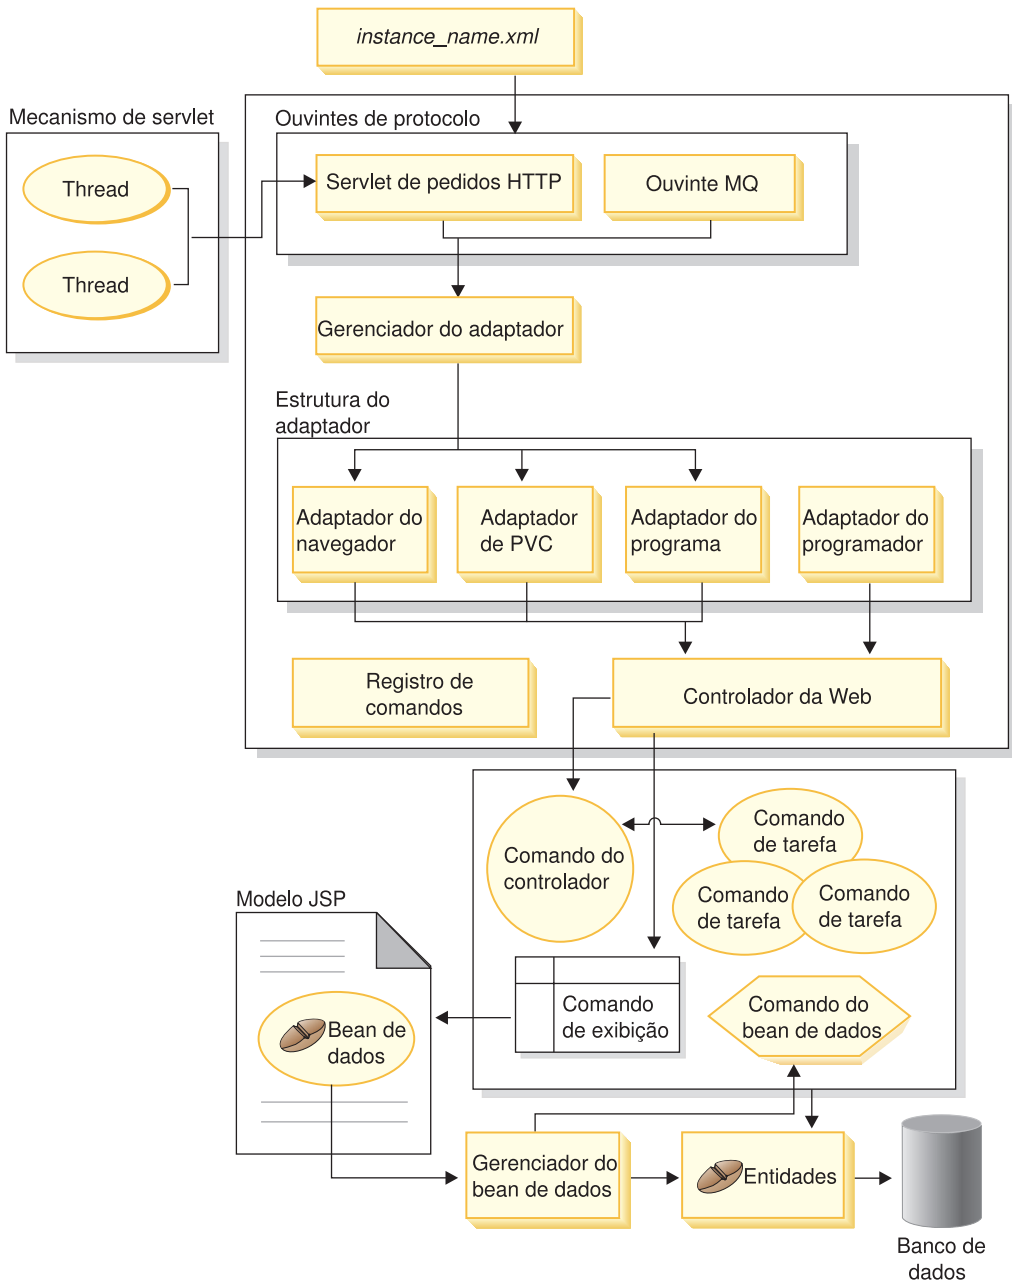 instance_name.xml
Mecanismo de servlet
Thread
Thread
Ouvintes de protocolo
Servlet de pedidos HTTP
Ouvinte MQ
Gerenciador do adaptador
Estrutura do
adaptador
Adaptador do
navegador
Adaptador
de PVC
Adaptador do
programa
Adaptador do
programador
Registro de
comandos
Controlador da Web
Comando do
controlador
Comando
de tarefa
Comando
de tarefa
Comando
de tarefa
Modelo JSP
Bean de
dados
Comando
de exibição
Comando do
bean de dados
Gerenciador do
bean de dados
Entidades
Banco de
dados